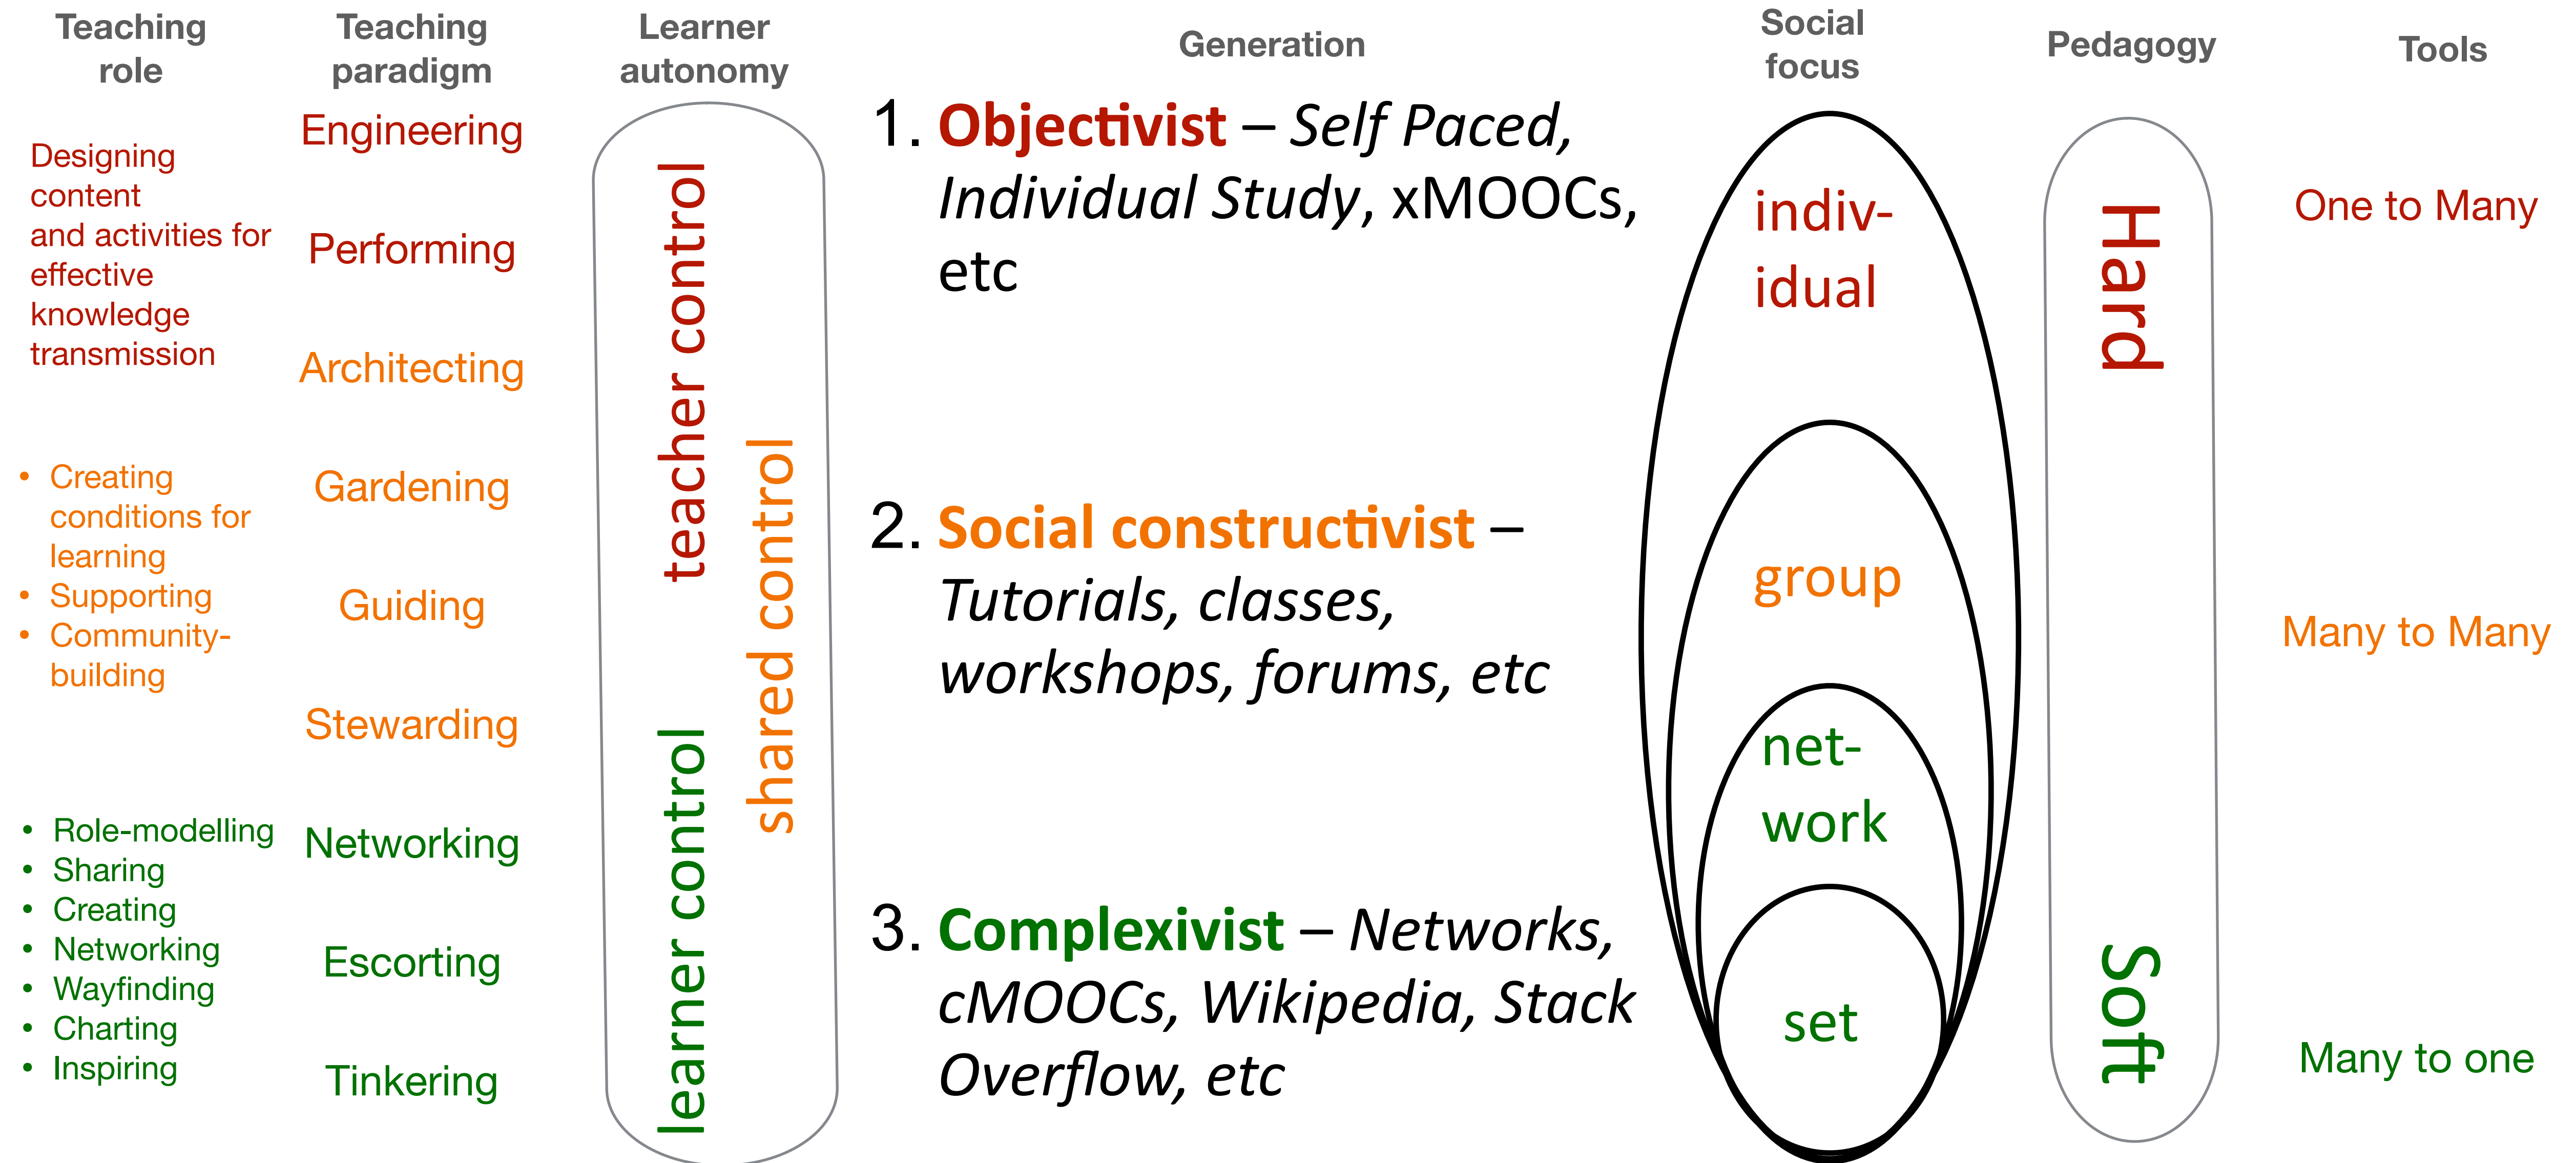 Teaching
role
Teaching
paradigm
Learner
autonomy
Generation
Social
focus
Pedagogy
Tools
Designing
content
and activities for
effective
knowledge
transmission
• Creating
conditions for
learning
• Supporting
• Community-
building
• Role-modelling
• Sharing
• Creating
• Networking
• Wayfinding
• Charting
• Inspiring
Engineering
Performing
Architecting
Gardening
Guiding
Stewarding
Networking
Escorting
Tinkering
teacher control
shared control
learner control
1. Objectivist – Self Paced,
Individual Study, xMOOCs,
etc
2. Social constructivist –
Tutorials, classes,
workshops, forums, etc
3. Complexivist – Networks,
cMOOCs, Wikipedia, Stack
Overflow, etc
indiv-
idual
group
net-
work
set
Hard
Soft
One to Many
Many to Many
Many to one